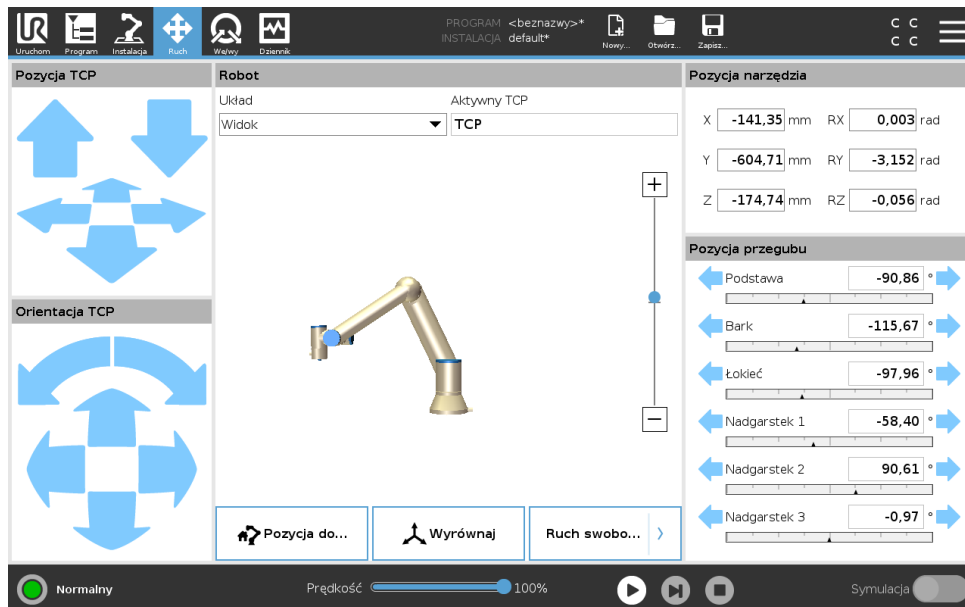 PROGRAM <beznazwy>*
INSTALACJA default*
UR
Uruchom Program Instalacja Ruch We/wy Dziennik Nowy... Otwórz... Zapisz...
C C
C C
Pozycja TCP
Robot
Układ Aktywny TCP
Widok TCP
Pozycja narzędzia
X -141,35 mm RX 0,003 rad
Y -604,71 mm RY -3,152 rad
Z -174,74 mm RZ -0,056 rad
Pozycja przegubu
Podstawa -90,86 °
Bark -115,67 °
Łokieć -97,96 °
Nadgarstek 1 -58,40 °
Nadgarstek 2 90,61 °
Nadgarstek 3 -0,97 °
Orientacja TCP
Pozycja do... Wyrównaj Ruch swobo...
Normalny Prędkość 100% Symulacja